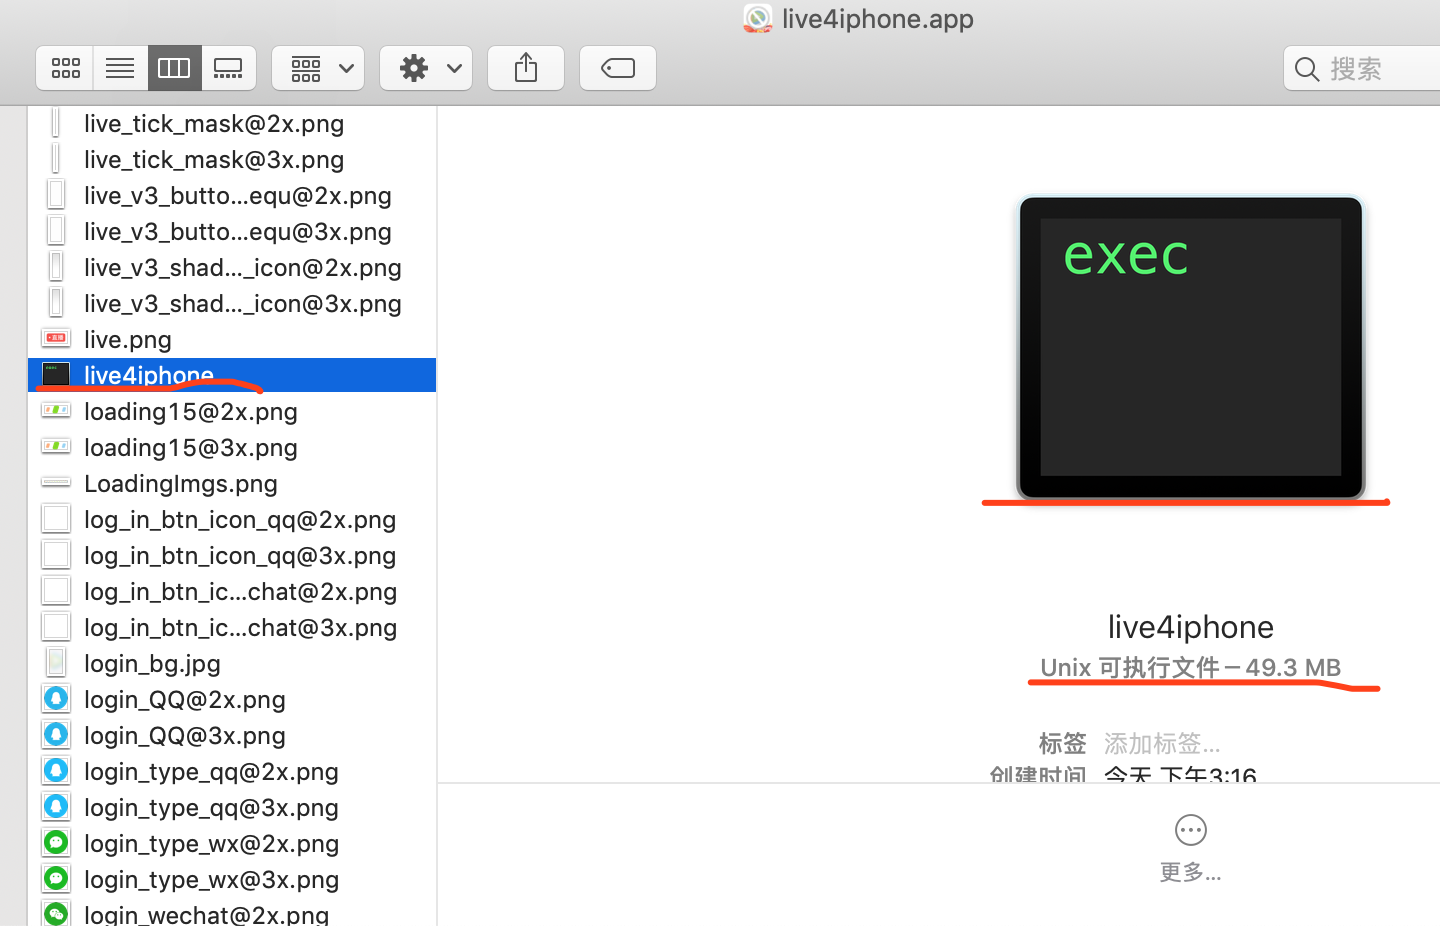 live4iphone.app
搜索
live_tick_mask@2x.png
live_tick_mask@3x.png
live_v3_butto...equ@2x.png
live_v3_butto...equ@3x.png
live_v3_shad..._icon@2x.png
live_v3_shad..._icon@3x.png
live.png
live4iphone
loading15@2x.png
loading15@3x.png
LoadingImgs.png
log_in_btn_icon_qq@2x.png
log_in_btn_icon_qq@3x.png
log_in_btn_ic...chat@2x.png
log_in_btn_ic...chat@3x.png
login_bg.jpg
login_QQ@2x.png
login_QQ@3x.png
login_type_qq@2x.png
login_type_qq@3x.png
login_type_wx@2x.png
login_type_wx@3x.png
login_wechat@2x.png
exec
live4iphone
Unix 可执行文件 – 49.3 MB
标签 添加标签...
创建时间 今天 下午3:16
更多...